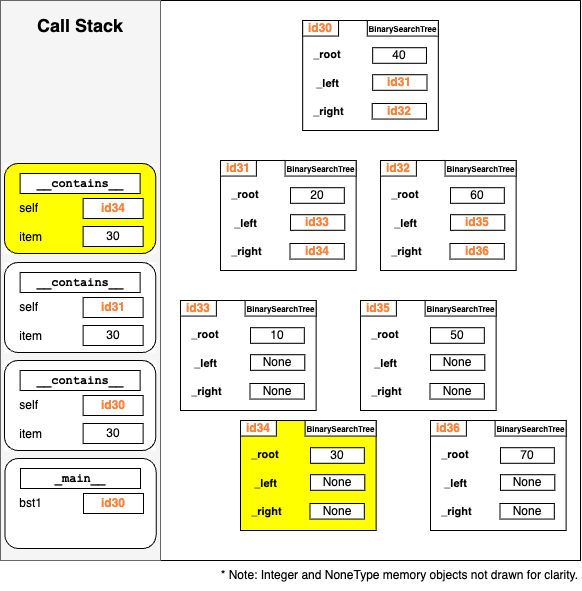 Call Stack
__contains__
self id34
item 30
__contains__
self id31
item 30
__contains__
self id30
item 30
_main__
bst1 id30
id30 BinarySearchTree
_root 40
_left id31
_right id32
id31 BinarySearchTree
_root 20
_left id33
_right id34
id32 BinarySearchTree
_root 60
_left id35
_right id36
id33 BinarySearchTree
_root 10
_left None
_right None
id35 BinarySearchTree
_root 50
_left None
_right None
id34 BinarySearchTree
_root 30
_left None
_right None
id36 BinarySearchTree
_root 70
_left None
_right None
* Note: Integer and NoneType memory objects not drawn for clarity.